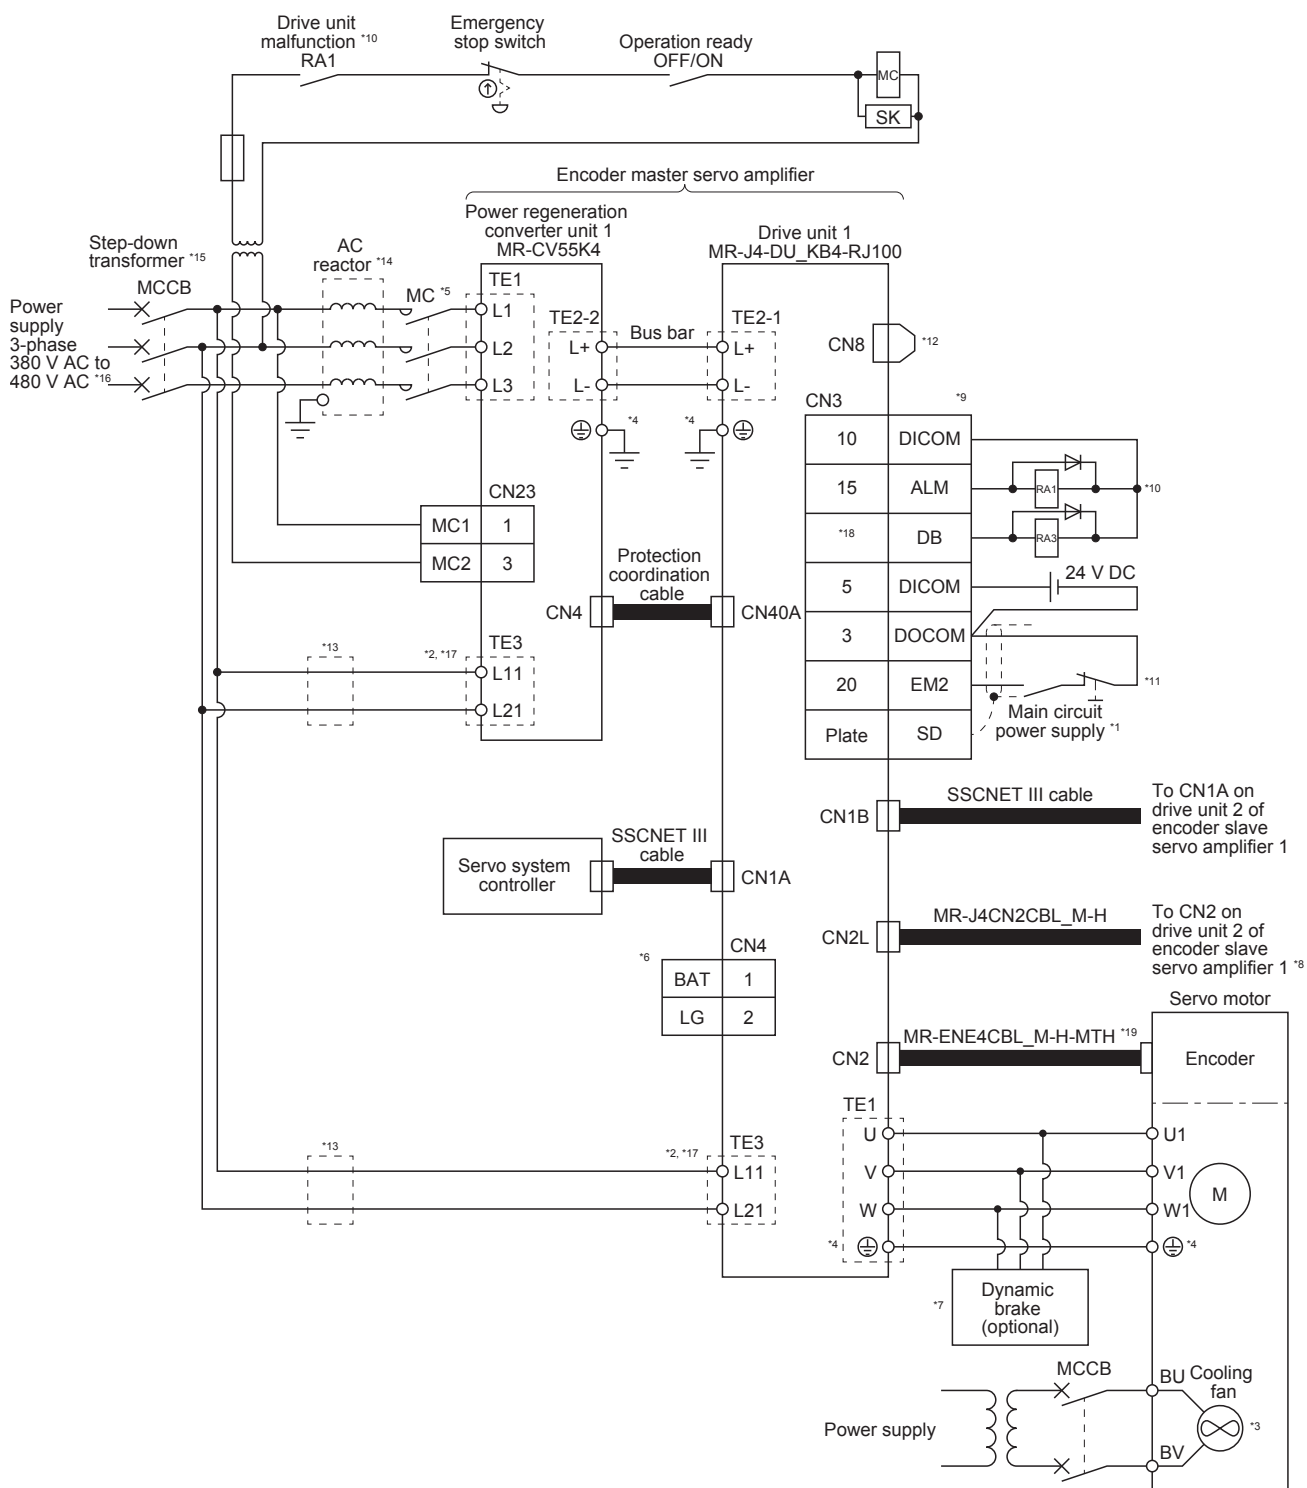 Drive unit
malfunction *10
RA1
Emergency
stop switch
Operation ready
OFF/ON
MC
SK
Encoder master servo amplifier
Power regeneration
converter unit 1
MR-CV55K4
Drive unit 1
MR-J4-DU_KB4-RJ100
Step-down
transformer *15
AC
reactor *14
MCCB
MC *5
TE1
Power
supply
3-phase
380 V AC to
480 V AC *16
L1
L2
L3
TE2-2
L+
L-
Bus bar
TE2-1
L+
L-
*4
*4
CN8
*12
CN3
*9
10
DICOM
15
ALM
RA1
*10
*18
DB
RA3
5
DICOM
24 V DC
3
DOCOM
20
EM2
*11
Main circuit
power supply *1
Plate
SD
CN23
MC1
1
MC2
3
Protection
coordination
cable
CN4
CN40A
*13
*2, *17
TE3
L11
L21
CN1B
SSCNET III cable
To CN1A on
drive unit 2 of
encoder slave
servo amplifier 1
Servo system
controller
SSCNET III
cable
CN1A
CN2L
MR-J4CN2CBL_M-H
To CN2 on
drive unit 2 of
encoder slave
servo amplifier 1 *8
*6
CN4
BAT
1
LG
2
Servo motor
CN2
MR-ENE4CBL_M-H-MTH *19
Encoder
*13
*2, *17
TE3
L11
L21
TE1
U
V
W
*4
U1
V1
W1
*4
M
*7
Dynamic
brake
(optional)
MCCB
BU
Cooling
fan
*3
Power supply
BV